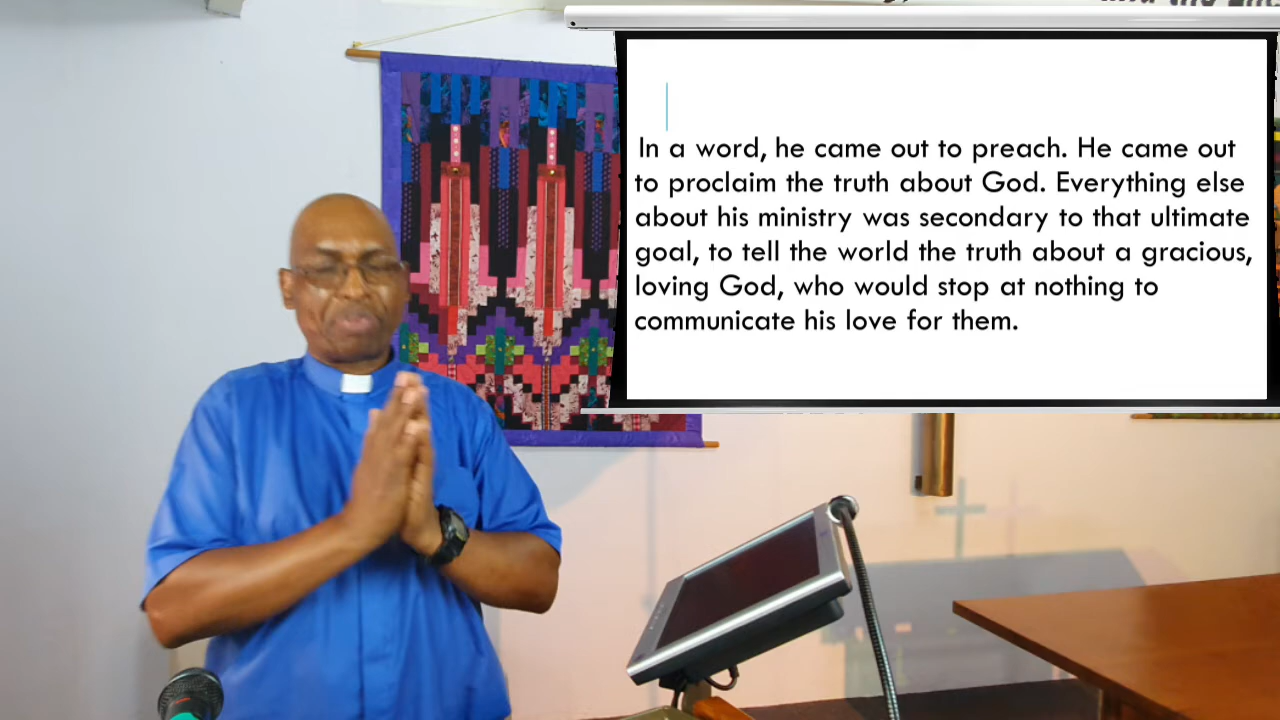 In a word, he came out to preach. He came out
to proclaim the truth about God. Everything else
about his ministry was secondary to that ultimate
goal, to tell the world the truth about a gracious,
loving God, who would stop at nothing to
communicate his love for them.